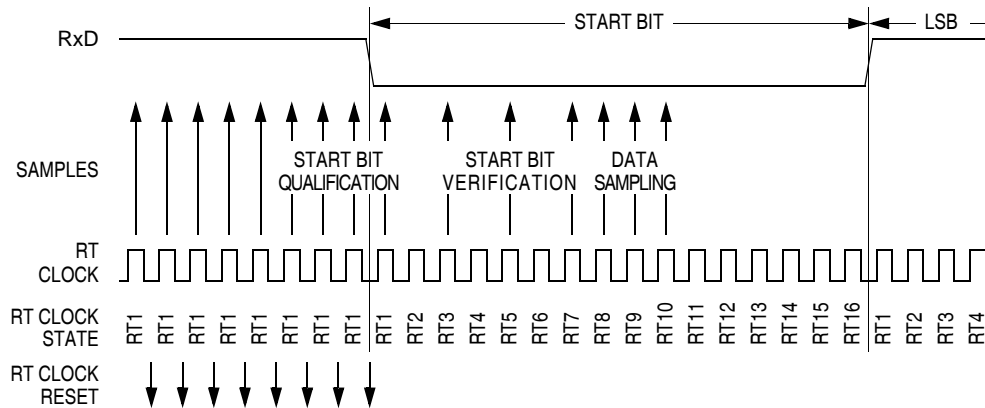 START BIT
LSB
RxD
SAMPLES
START BIT
QUALIFICATION
START BIT
VERIFICATION
DATA
SAMPLING
RT
CLOCK
RT CLOCK
STATE
RT1 RT1 RT1 RT1 RT1 RT1 RT1 RT1 RT1 RT2 RT3 RT4 RT5 RT6 RT7 RT8 RT9 RT10 RT11 RT12 RT13 RT14 RT15 RT16 RT1 RT2 RT3 RT4
RT CLOCK
RESET